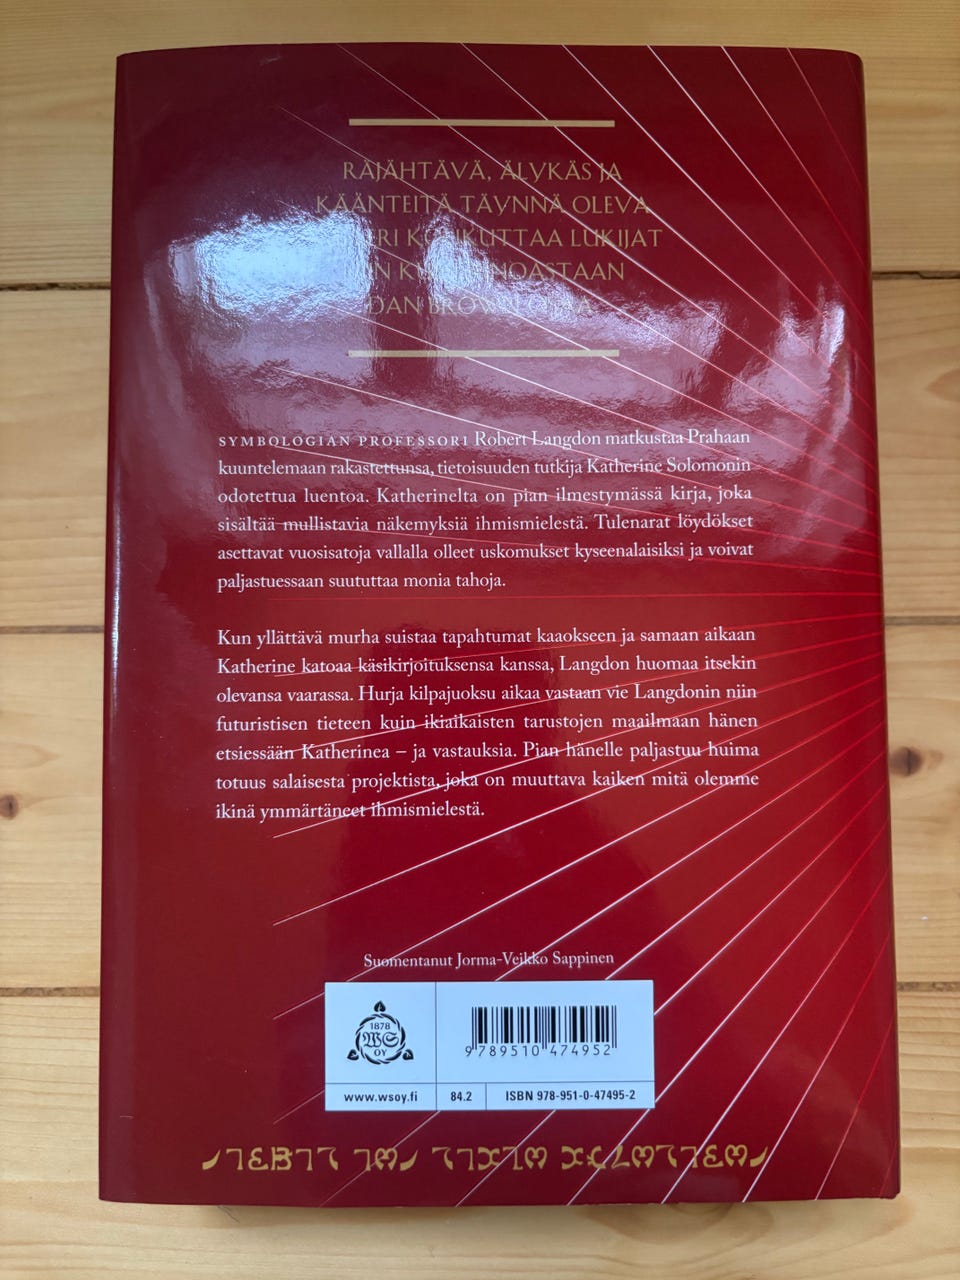 RÄJÄHTÄVÄ, ÄLYKÄS JA
KÄÄNTEITÄ TÄYNNÄ OLEVA
KOUKUTTAA LUKIJAT
DAN BROWN OSAA
SYMBOLOGIAN PROFESSORI Robert Langdon matkustaa Prahaan
kuuntelemaan rakastettunsa, tietoisuuden tutkija Katherine Solomonin
odotettua luentoa. Katherinelta on pian ilmestymässä kirja, joka
sisältää mullistavia näkemyksiä ihmismielestä. Tulenarat löydökset
asettavat vuosisatoja vallalla olleet uskomukset kyseenalaisiksi ja voivat
paljastuessaan suututtaa monia tahoja.
Kun yllättävä murha suistaa tapahtumat kaaokseen ja samaan aikaan
Katherine katoaa käsikirjoituksensa kanssa, Langdon huomaa itsekin
olevansa vaarassa. Hurja kilpajuoksu aikaa vastaan vie Langdonin niin
futuristisen tieteen kuin ikiaikaisten tarustojen maailmaan hänen
etsiessään Katherinea – ja vastauksia. Pian hänelle paljastuu huima
totuus salaisesta projektista, joka on muuttava kaiken mitä olemme
ikinä ymmärtäneet ihmismielestä.
Suomentanut Jorma-Veikko Sappinen
1878
WS
OY
9 789510 474952
www.wsoy.fi
84.2
ISBN 978-951-0-47495-2